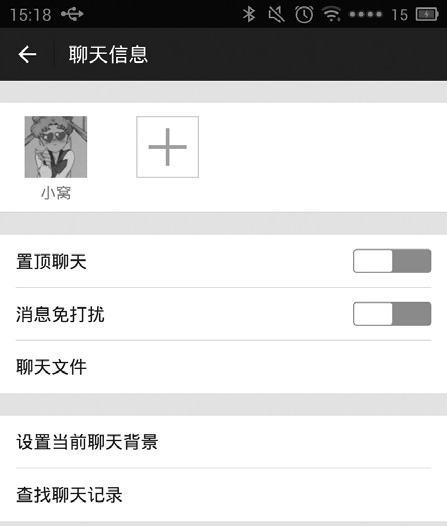 15:18 15
聊天信息
小窝
置顶聊天
消息免打扰
聊天文件
设置当前聊天背景
查找聊天记录